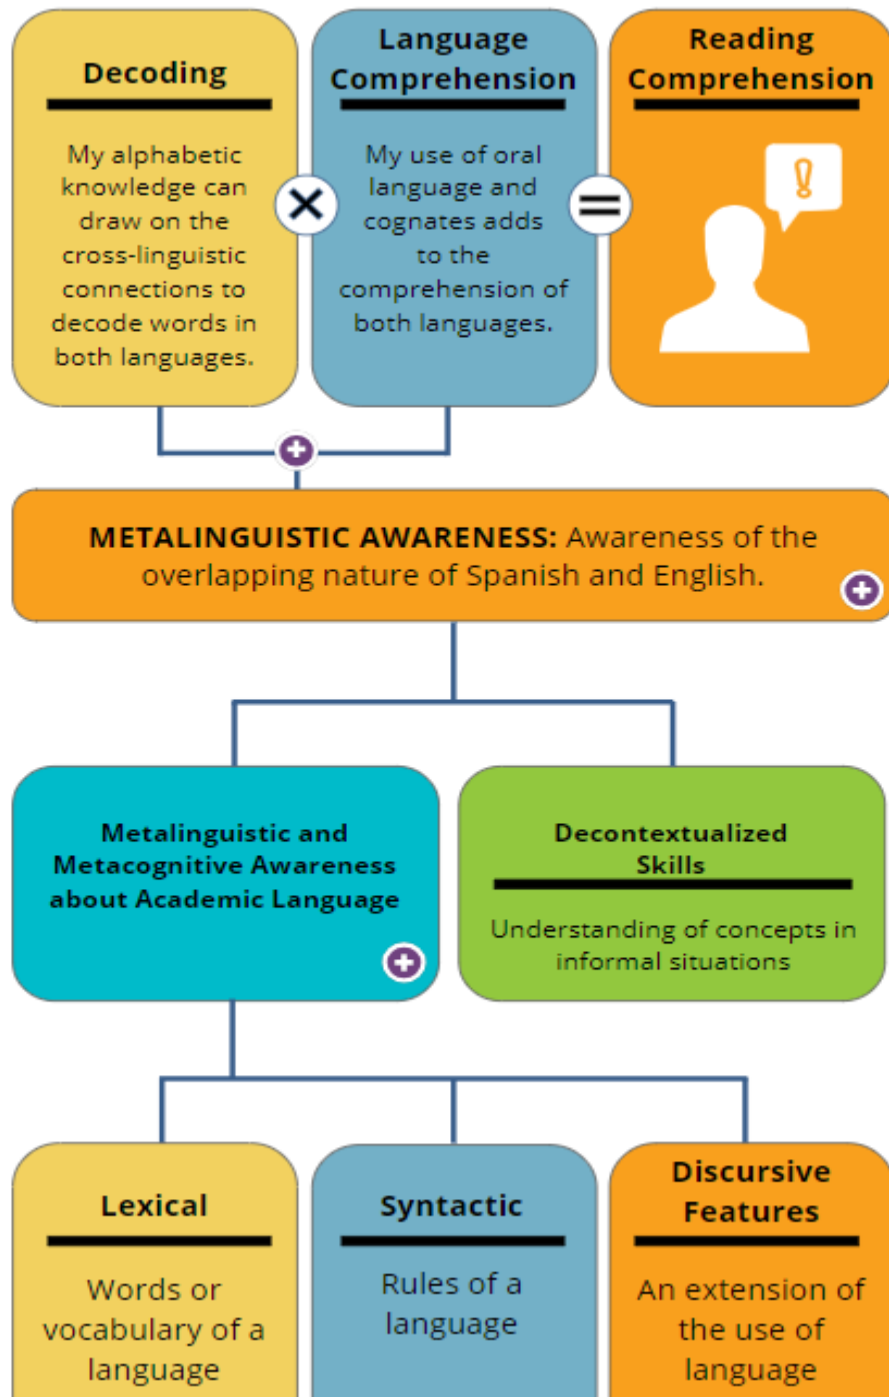 Decoding
My alphabetic
knowledge can
draw on the
cross-linguistic
connections to
decode words in
both languages.
×
Language
Comprehension
My use of oral
language and
cognates adds
to the
comprehension of
both languages.
=
Reading
Comprehension
!
+
METALINGUISTIC AWARENESS: Awareness of the
overlapping nature of Spanish and English.
+
Metalinguistic and
Metacognitive Awareness
about Academic Language
+
Decontextualized
Skills
Understanding of concepts in
informal situations
Lexical
Words or
vocabulary of a
language
Syntactic
Rules of a
language
Discursive
Features
An extension of
the use of
language